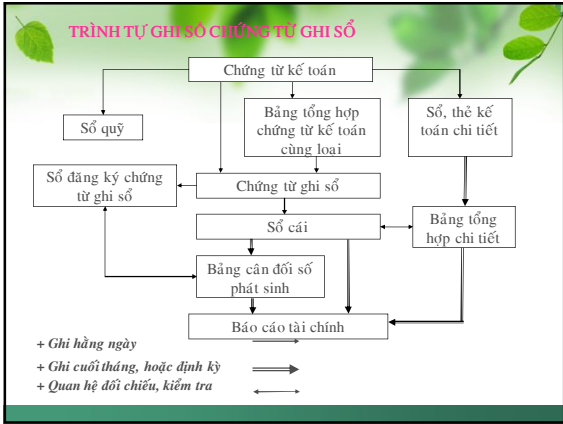 TRÌNH TỰ GHI SỔ CHỨNG TỪ GHI SỔ
Chứng từ kế toán
Sổ quỹ
Bảng tổng hợp
chứng từ kế toán
cùng loại
Sổ, thẻ kế
toán chi tiết
Sổ đăng ký chứng
từ ghi sổ
Chứng từ ghi sổ
Sổ cái
Bảng tổng
hợp chi tiết
Bảng cân đối số
phát sinh
Báo cáo tài chính
+ Ghi hằng ngày
+ Ghi cuối tháng, hoặc định kỳ
+ Quan hệ đối chiếu, kiểm tra